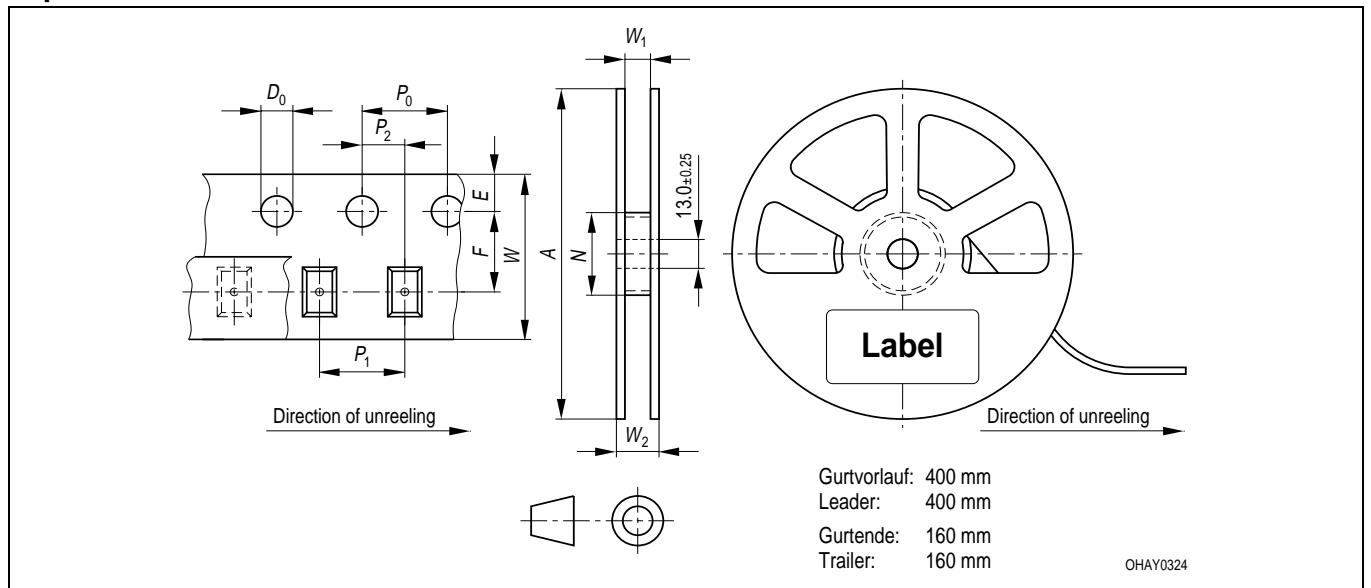 W₁
D₀
P₀
P₂
E
F
W
A
N
13.0±0.25
P₁
W₂
Label
Direction of unreeling
Direction of unreeling
Gurtvorlauf: 400 mm
Leader: 400 mm
Gurtende: 160 mm
Trailer: 160 mm
OHAY0324